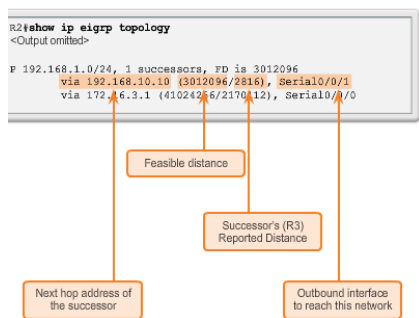 R2#show ip eigrp topology
<Output omitted>
P 192.168.1.0/24, 1 successors, FD is 3012096
via 192.168.10.10 (3012096/2816), Serial0/0/1
via 172.16.3.1 (41024256/2170112), Serial0/0/0
Feasible distance
Successor's (R3)
Reported Distance
Next hop address of
the successor
Outbound interface
to reach this network